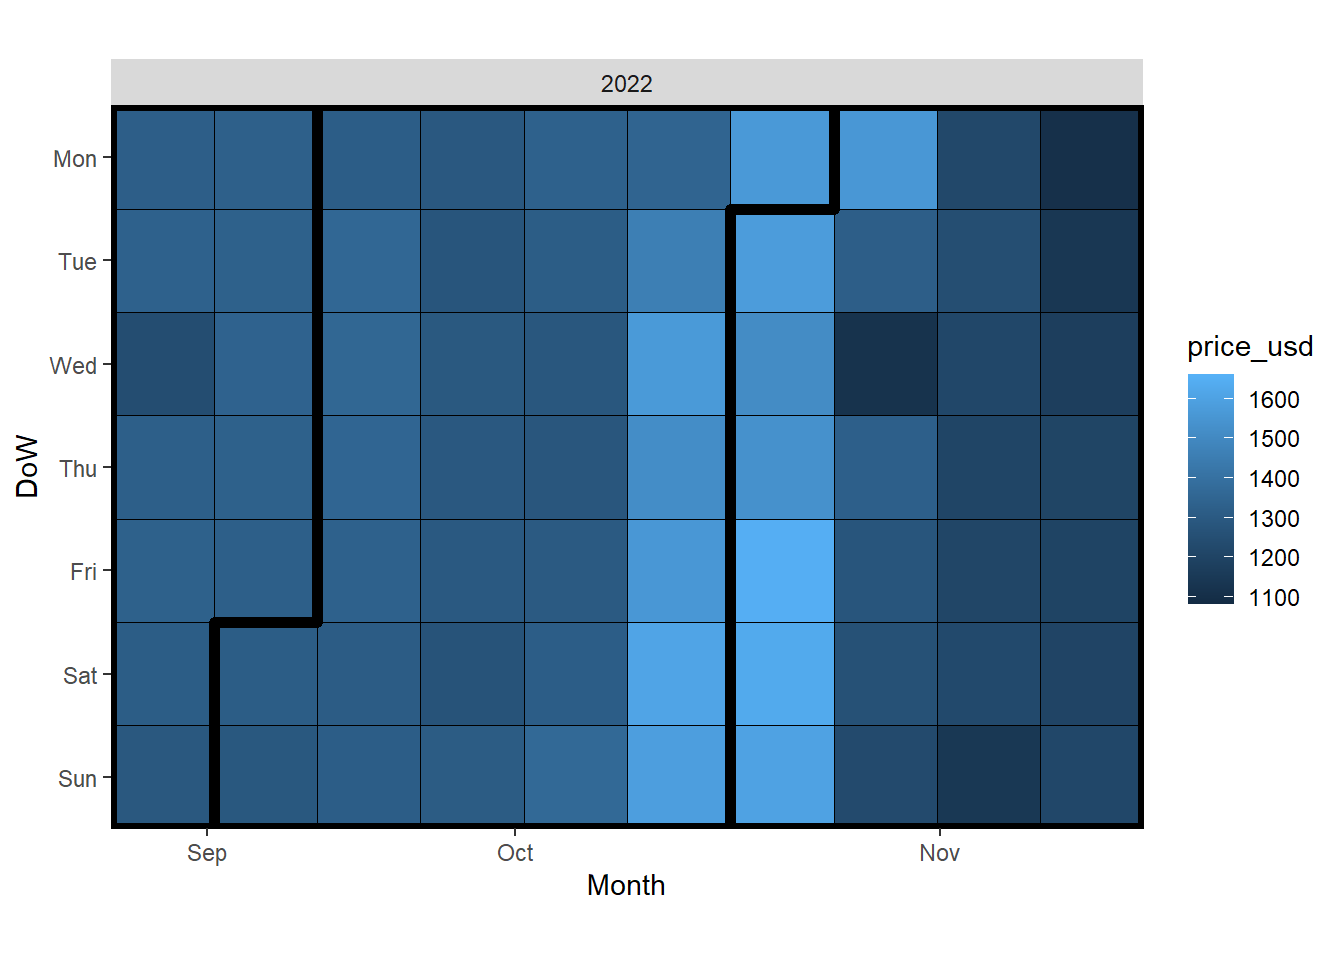 2022
Mon
Tue
Wed
Thu
Fri
Sat
Sun
DoW
Sep Oct Nov
Month
price_usd
1600
1500
1400
1300
1200
1100